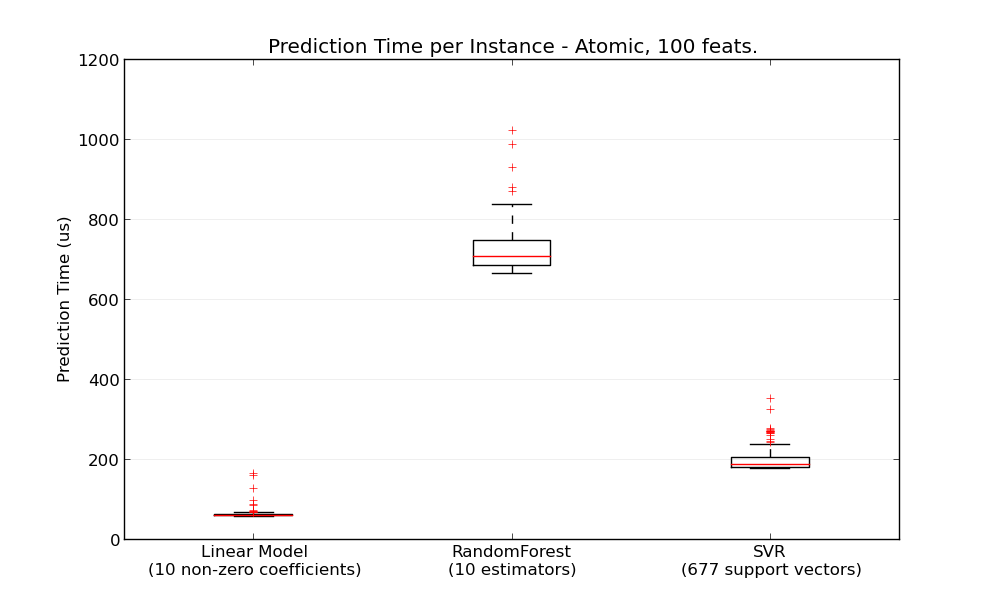 Prediction Time per Instance - Atomic, 100 feats.
1200
1000
800
600
400
200
0
Prediction Time (us)
Linear Model
(10 non-zero coefficients)
RandomForest
(10 estimators)
SVR
(677 support vectors)